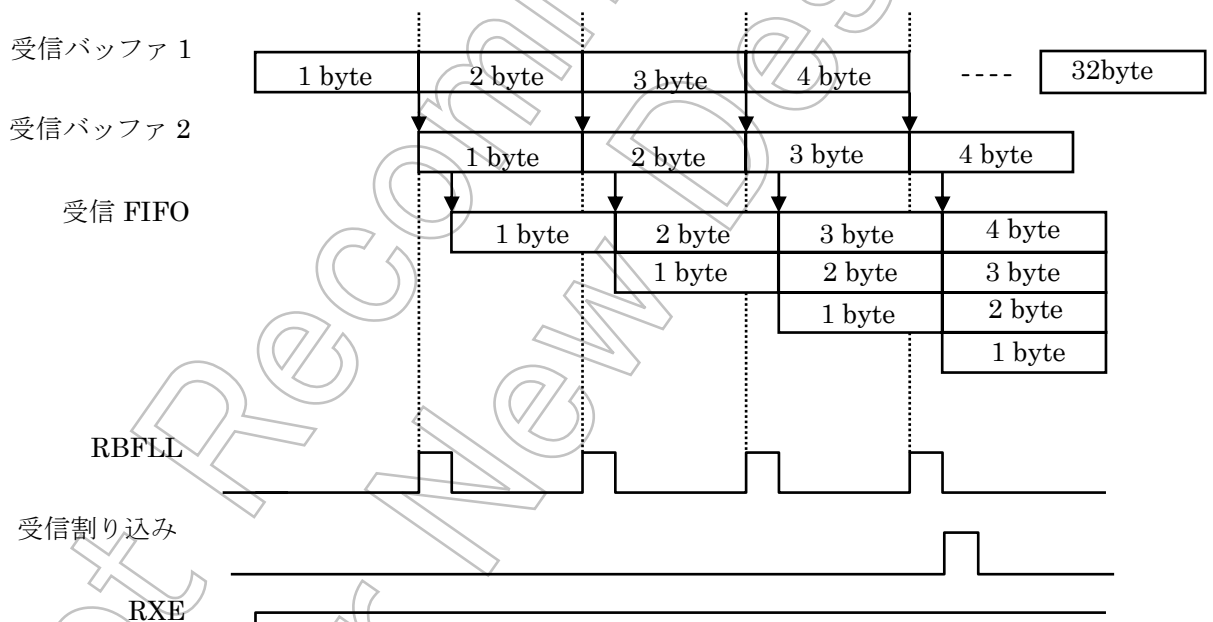 受信バッファ 1
1 byte 2 byte 3 byte 4 byte ---- 32byte
受信バッファ 2
1 byte 2 byte 3 byte 4 byte
受信 FIFO
1 byte 2 byte 3 byte 4 byte
1 byte 2 byte 3 byte
1 byte 2 byte
1 byte
RBFLL
受信割り込み
RXE